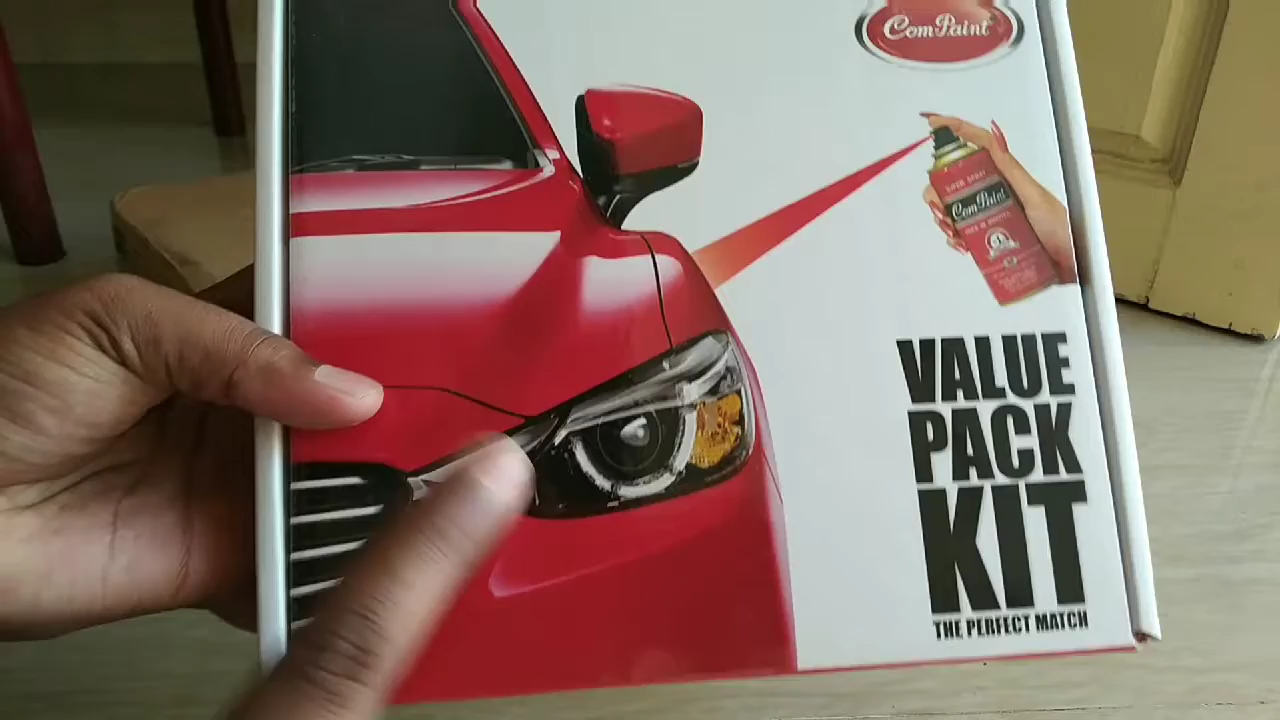 ComPaint
SUPER SPRAY
ComPaint
VALUE
PACK
KIT
THE PERFECT MATCH